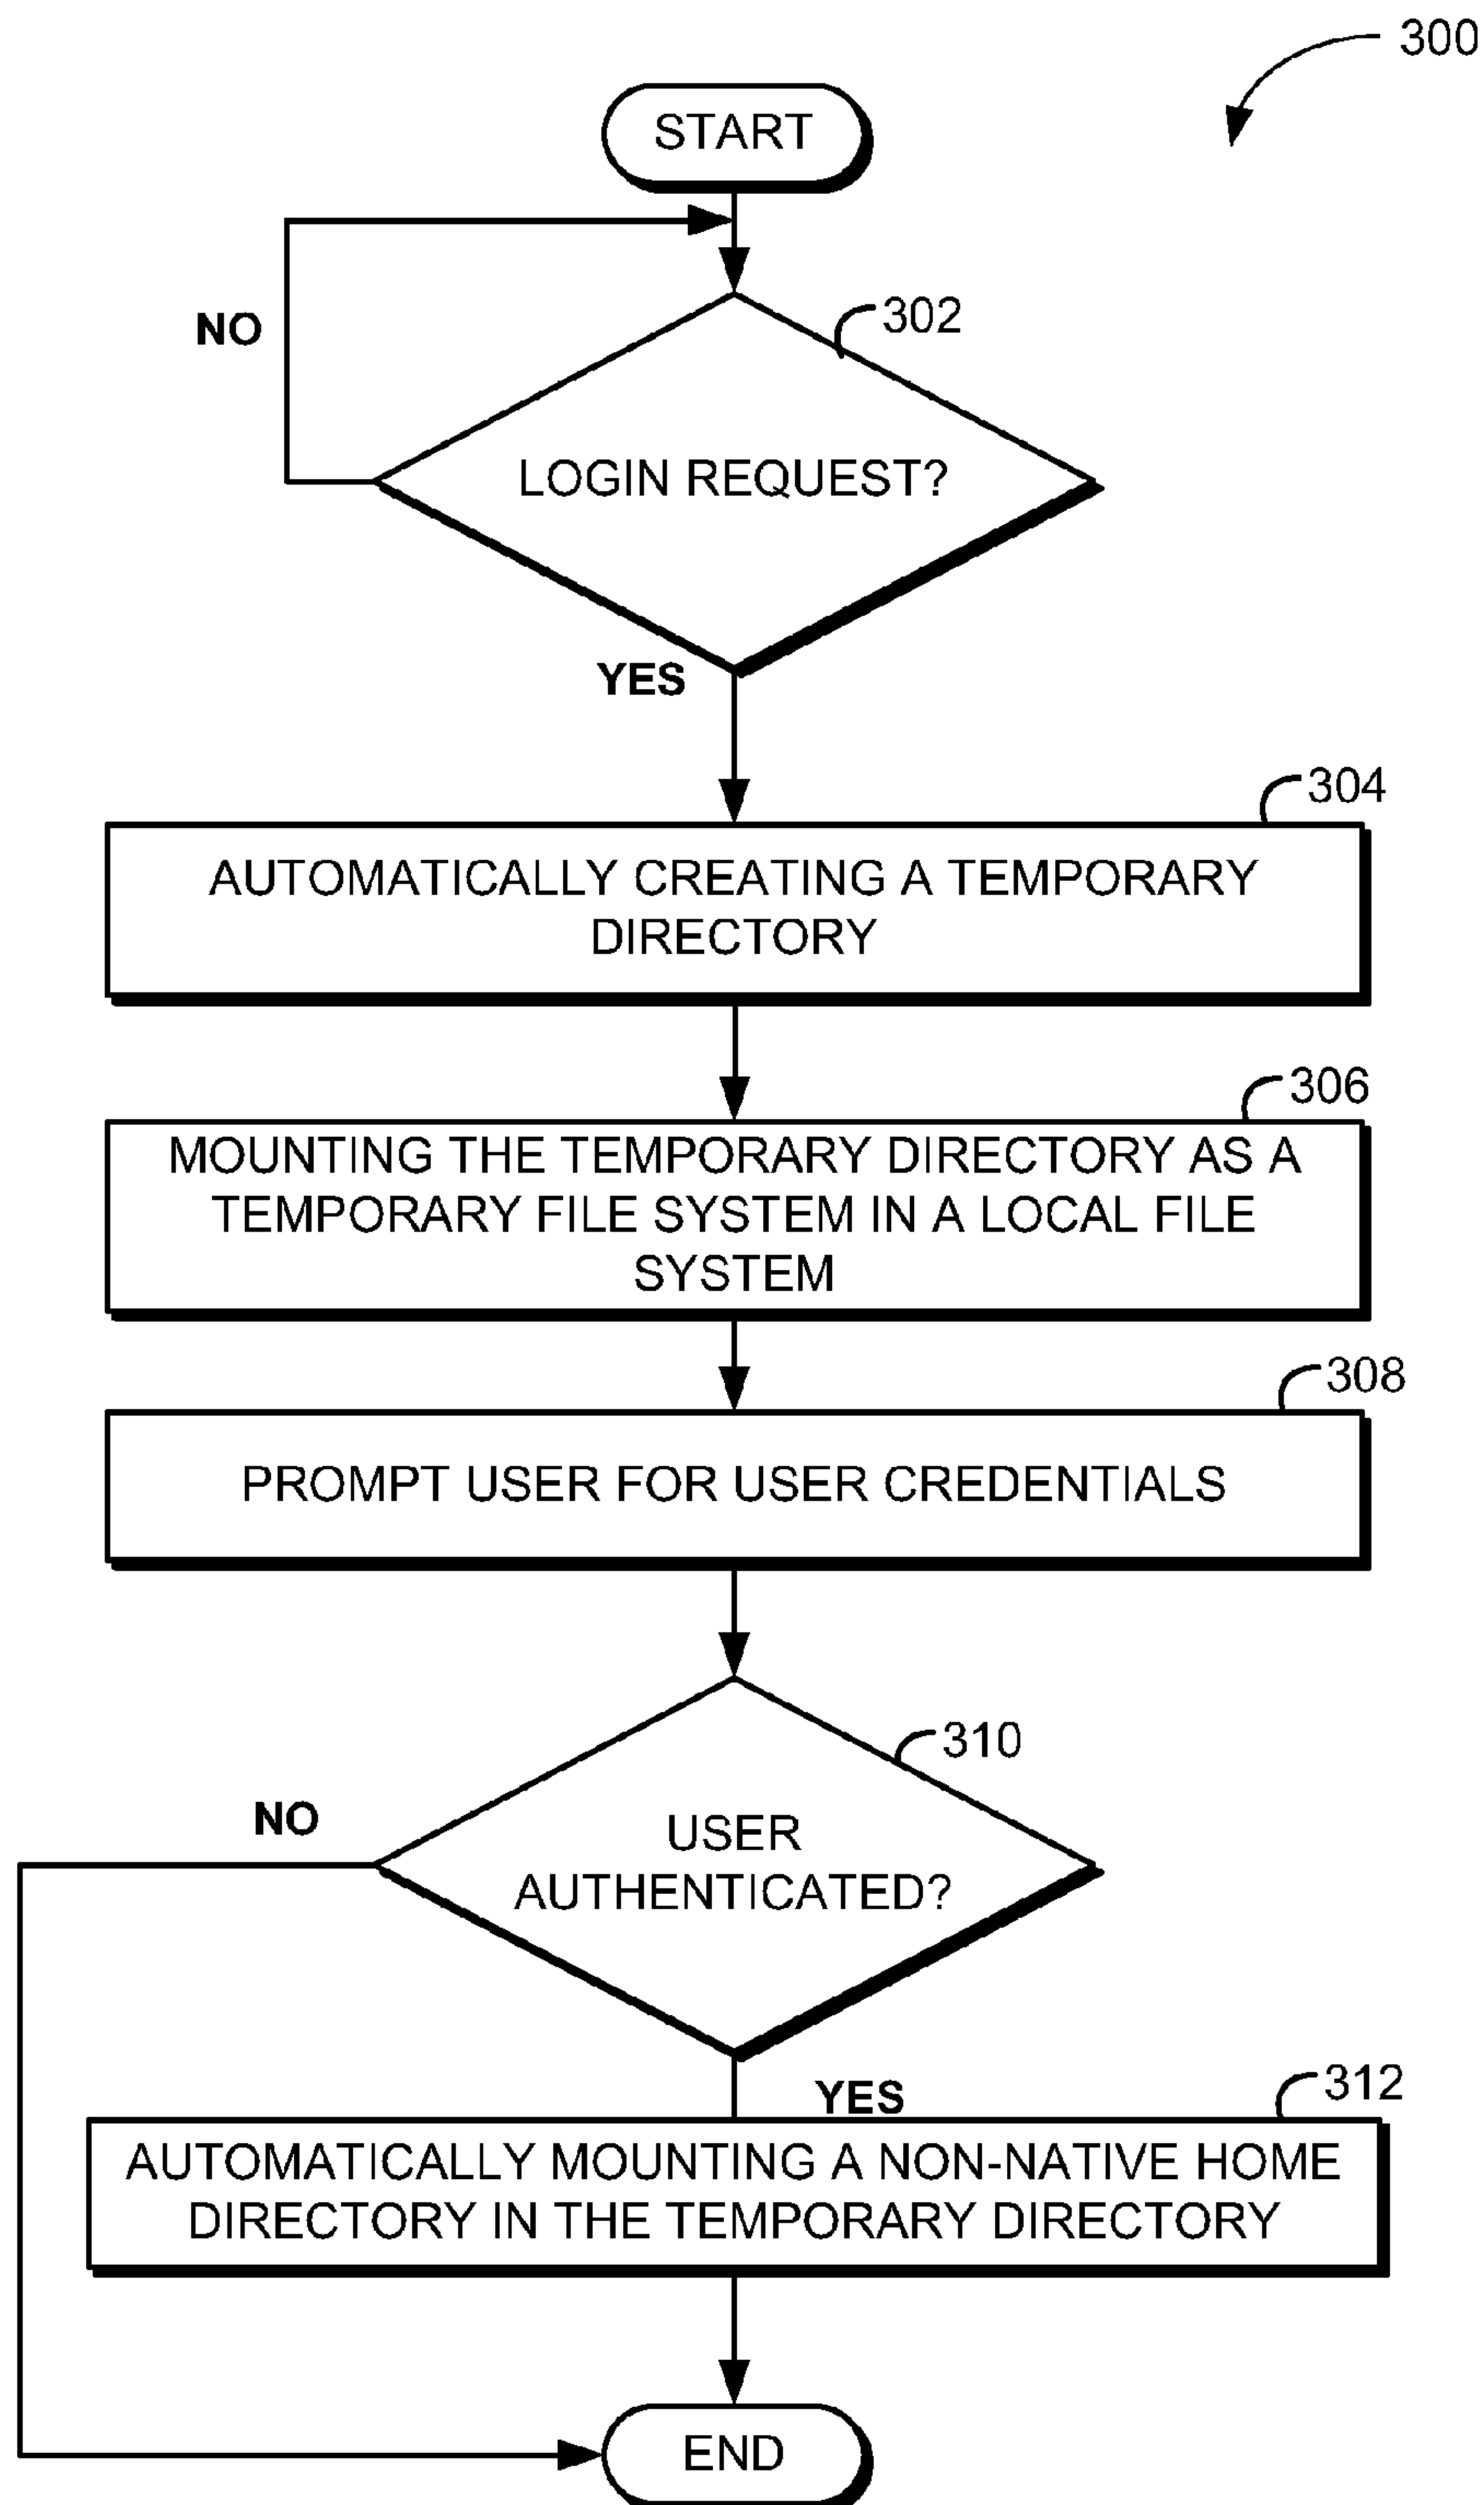 300
START
NO
302
LOGIN REQUEST?
YES
304
AUTOMATICALLY CREATING A TEMPORARY
DIRECTORY
306
MOUNTING THE TEMPORARY DIRECTORY AS A
TEMPORARY FILE SYSTEM IN A LOCAL FILE
SYSTEM
308
PROMPT USER FOR USER CREDENTIALS
310
NO
USER
AUTHENTICATED?
YES
312
AUTOMATICALLY MOUNTING A NON-NATIVE HOME
DIRECTORY IN THE TEMPORARY DIRECTORY
END